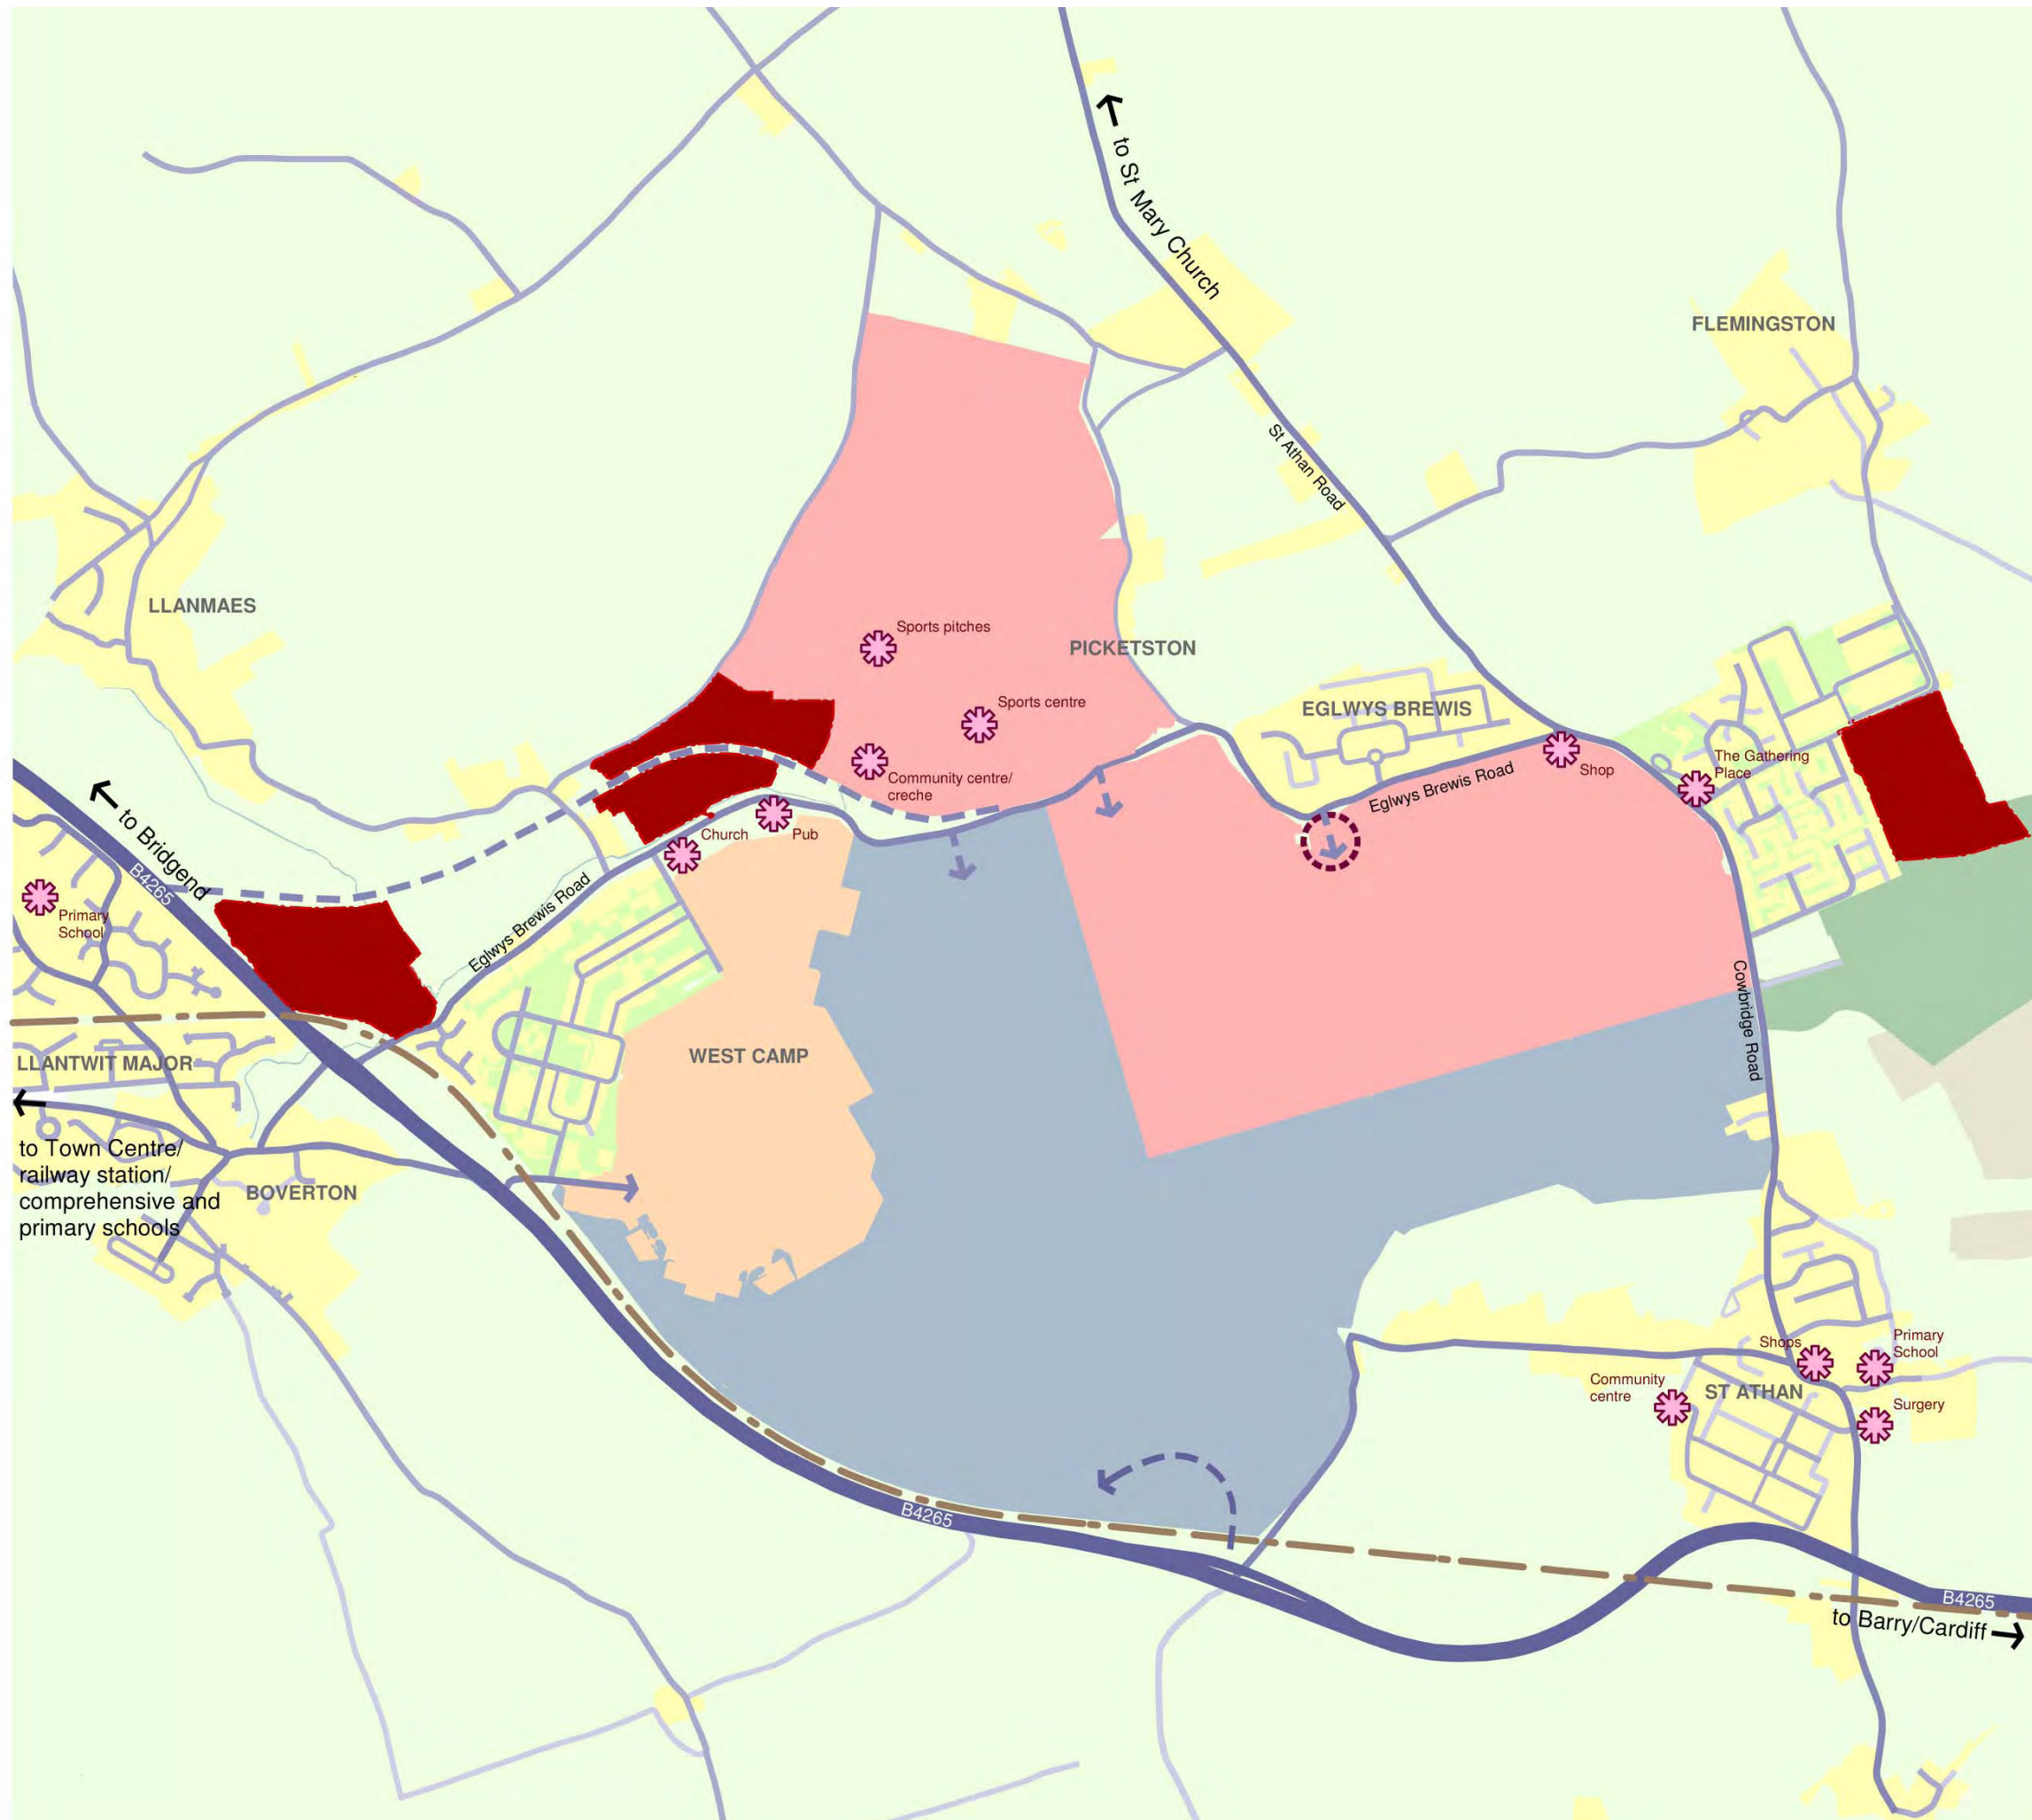 to St Mary Church
FLEMINGSTON
St Athan Road
LLANMAES
Sports pitches
PICKETSTON
Sports centre
EGLWYS BREWIS
The Gathering
Place
Shop
Eglwys Brewis Road
Community centre/
creche
Church
Pub
to Bridgend
B4265
Primary
School
Eglwys Brewis Road
Cowbridge Road
WEST CAMP
LLANTWIT MAJOR
to Town Centre/
railway station/
comprehensive and
primary schools
BOVERTON
Shops
Primary
School
Community
centre
ST ATHAN
Surgery
B4265
B4265
to Barry/Cardiff